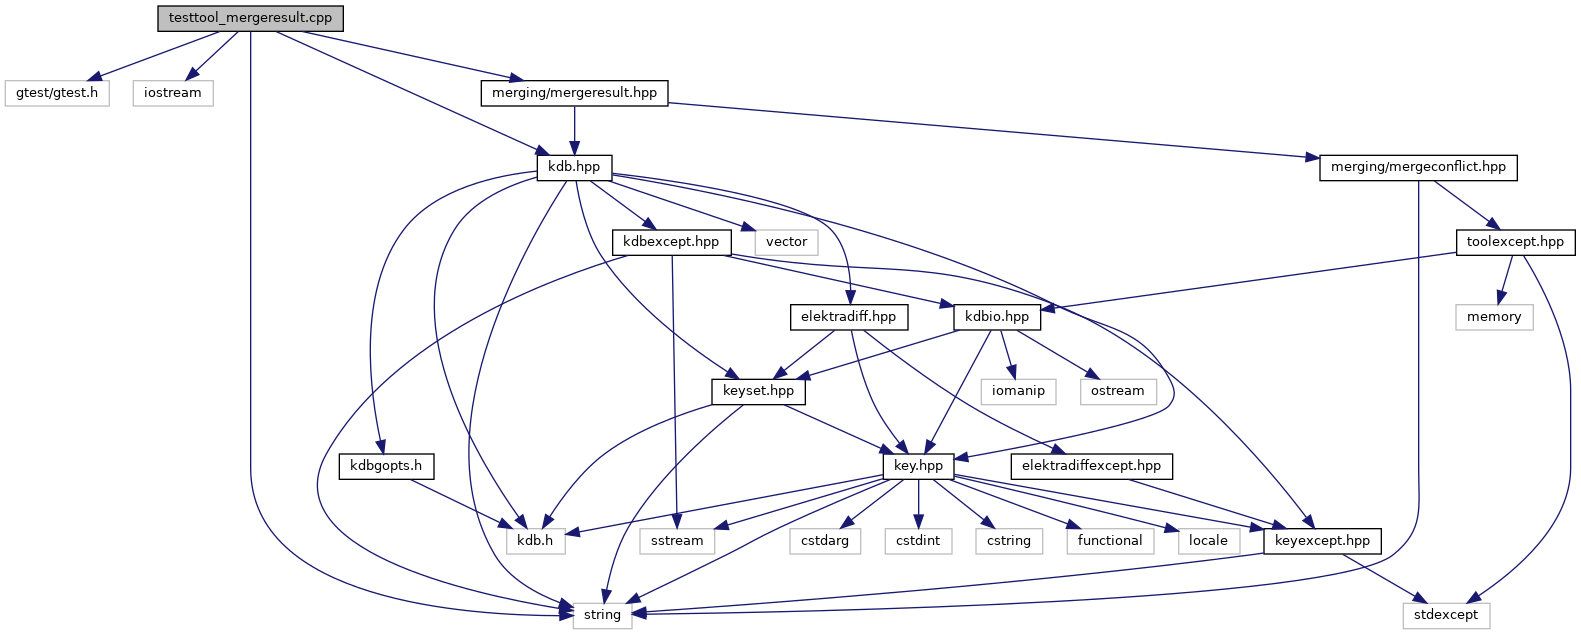 testtool_mergeresult.cpp
gtest/gtest.h
iostream
merging/mergeresult.hpp
kdb.hpp
merging/mergeconflict.hpp
kdbexcept.hpp
vector
toolexcept.hpp
elektradiff.hpp
kdbio.hpp
memory
keyset.hpp
iomanip
ostream
kdbgopts.h
key.hpp
elektradiffexcept.hpp
kdb.h
sstream
cstdarg
cstdint
cstring
functional
locale
keyexcept.hpp
string
stdexcept